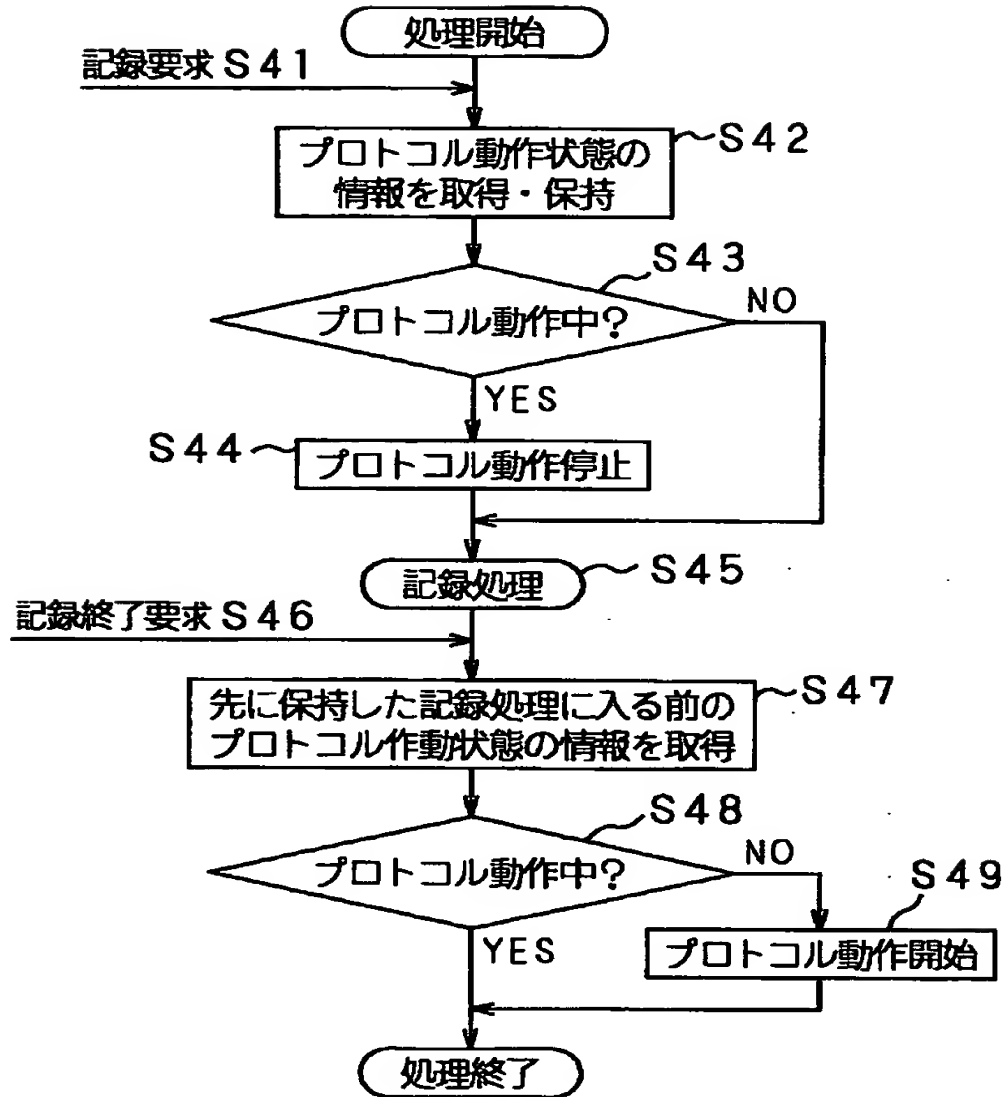 処理開始
記録要求S41
プロトコル動作状態の
情報を取得・保持
S42
S43
プロトコル動作中?
NO
YES
S44
プロトコル動作停止
記録処理
S45
記録終了要求S46
先に保持した記録処理に入る前の
プロトコル作動状態の情報を取得
S47
S48
プロトコル動作中?
NO
YES
S49
プロトコル動作開始
処理終了